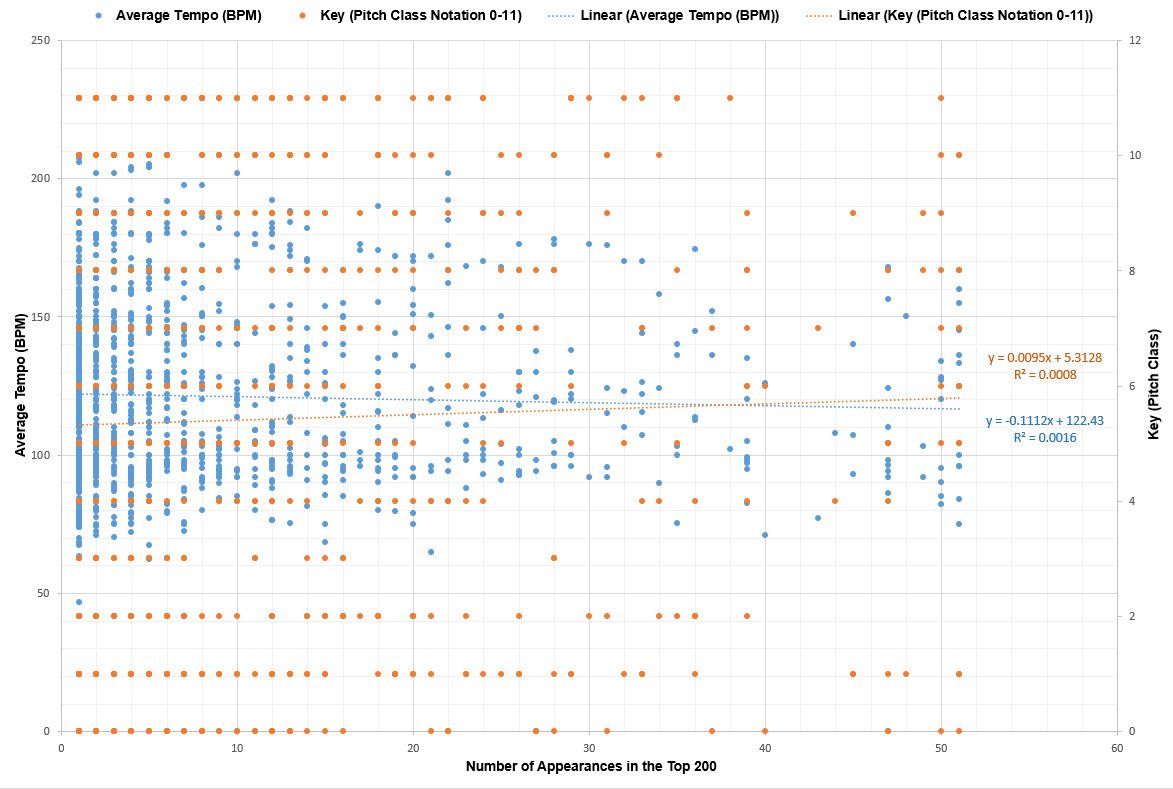 Average Tempo (BPM) Key (Pitch Class Notation 0-11) Linear (Average Tempo (BPM)) Linear (Key (Pitch Class Notation 0-11))
250 12
200 10
150 8
100 6
50 4
0 2
0
Average Tempo (BPM)
Key (Pitch Class)
y = 0.0095x + 5.3128
R² = 0.0008
y = -0.1112x + 122.43
R² = 0.0016
0 10 20 30 40 50 60
Number of Appearances in the Top 200